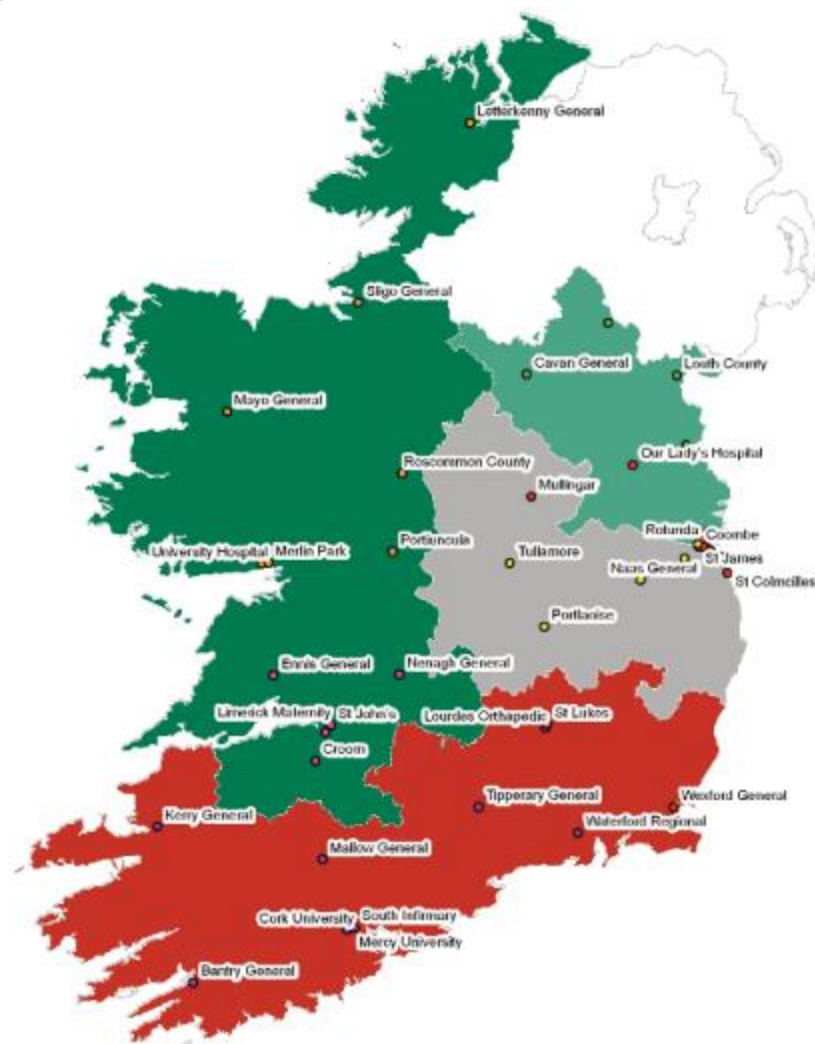 Letterkenny General
Sligo General
Cavan General
Louth County
Mayo General
Our Lady's Hospital
Roscommon County
Mullingar
Rotunda
Coombe
University Hospital
Merlin Park
Portiuncula
Tullamore
St James
Naas General
St Colmcilles
Portlaoise
Ennis General
Nenagh General
Limerick Maternity
St John's
Lourdes Orthopedic
St Lukes
Croom
Tipperary General
Wexford General
Kerry General
Waterford Regional
Mallow General
Cork University
South Infirmary
Mercy University
Bantry General